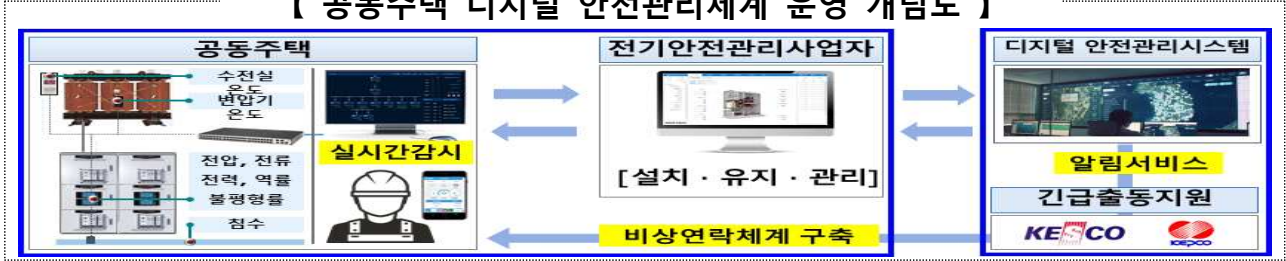 【 공동주택 디지털 안전관리체계 운영 개념도 】
공동주택
수전실
온도
변압기
온도
전압, 전류
전력, 역률
불평형률
침수
실시간감시
전기안전관리사업자
[설치 · 유지 · 관리]
비상연락체계 구축
디지털 안전관리시스템
알림서비스
긴급출동지원
KESCO
KEPCO